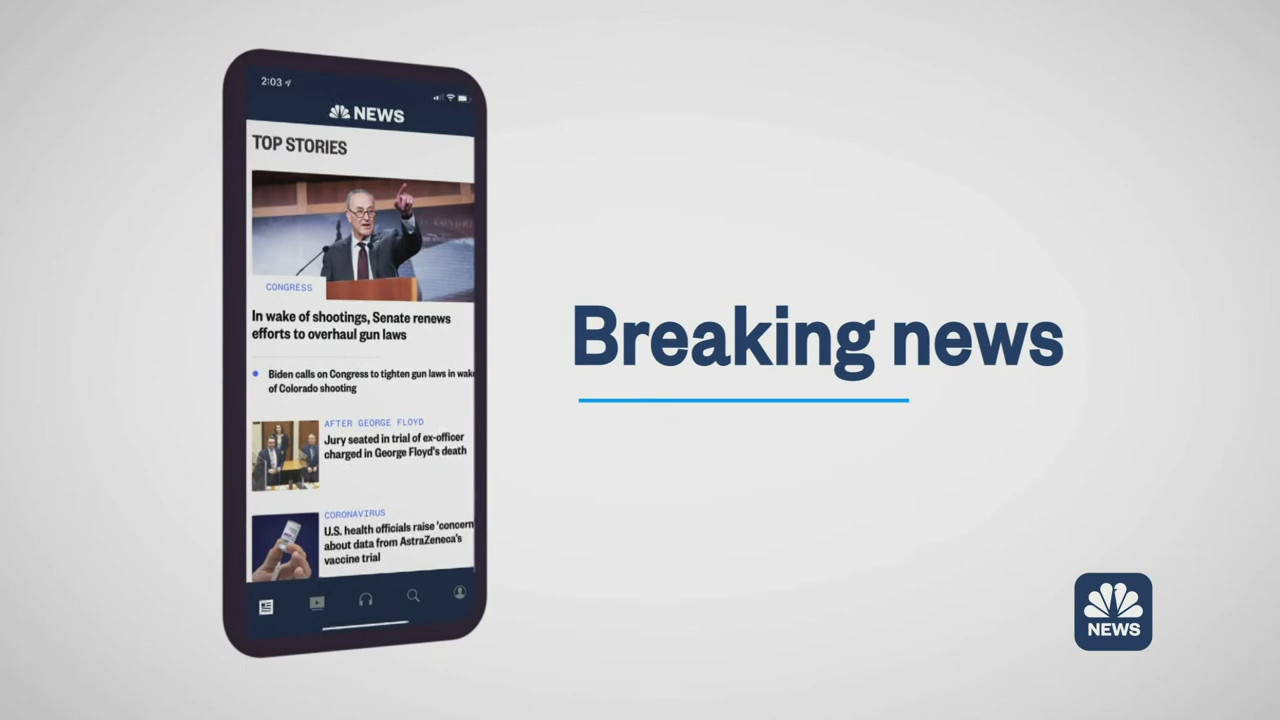 2:03
NEWS
TOP STORIES
CONGRESS
In wake of shootings, Senate renews
efforts to overhaul gun laws
Biden calls on Congress to tighten gun laws in wake
of Colorado shooting
AFTER GEORGE FLOYD
Jury seated in trial of ex-officer
charged in George Floyd's death
CORONAVIRUS
U.S. health officials raise 'concern
about data from AstraZeneca's
vaccine trial
Breaking news
NEWS